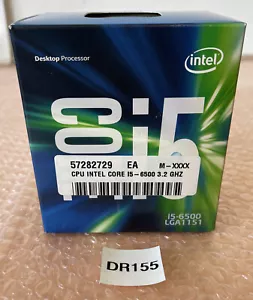 Desktop Processor
intel
i5
57282729 EA M-XXXX
CPU INTEL CORE I5-6500 3.2 GHZ
i5-6500
LGA1151
DR155